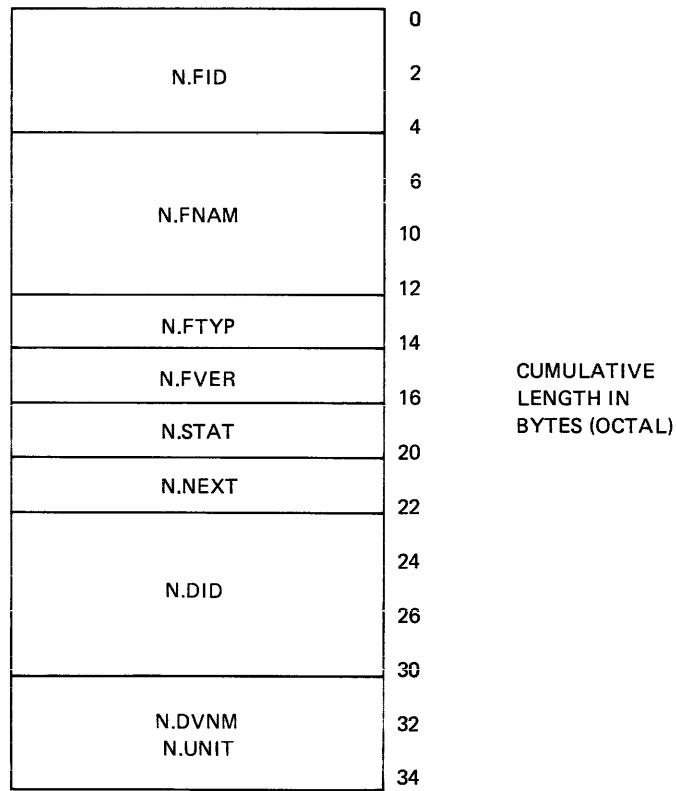 0
N.FID
2
4
6
N.FNAM
10
12
N.FTYP
14
N.FVER
16
CUMULATIVE
LENGTH IN
BYTES (OCTAL)
N.STAT
20
N.NEXT
22
24
N.DID
26
30
N.DVNM
32
N.UNIT
34